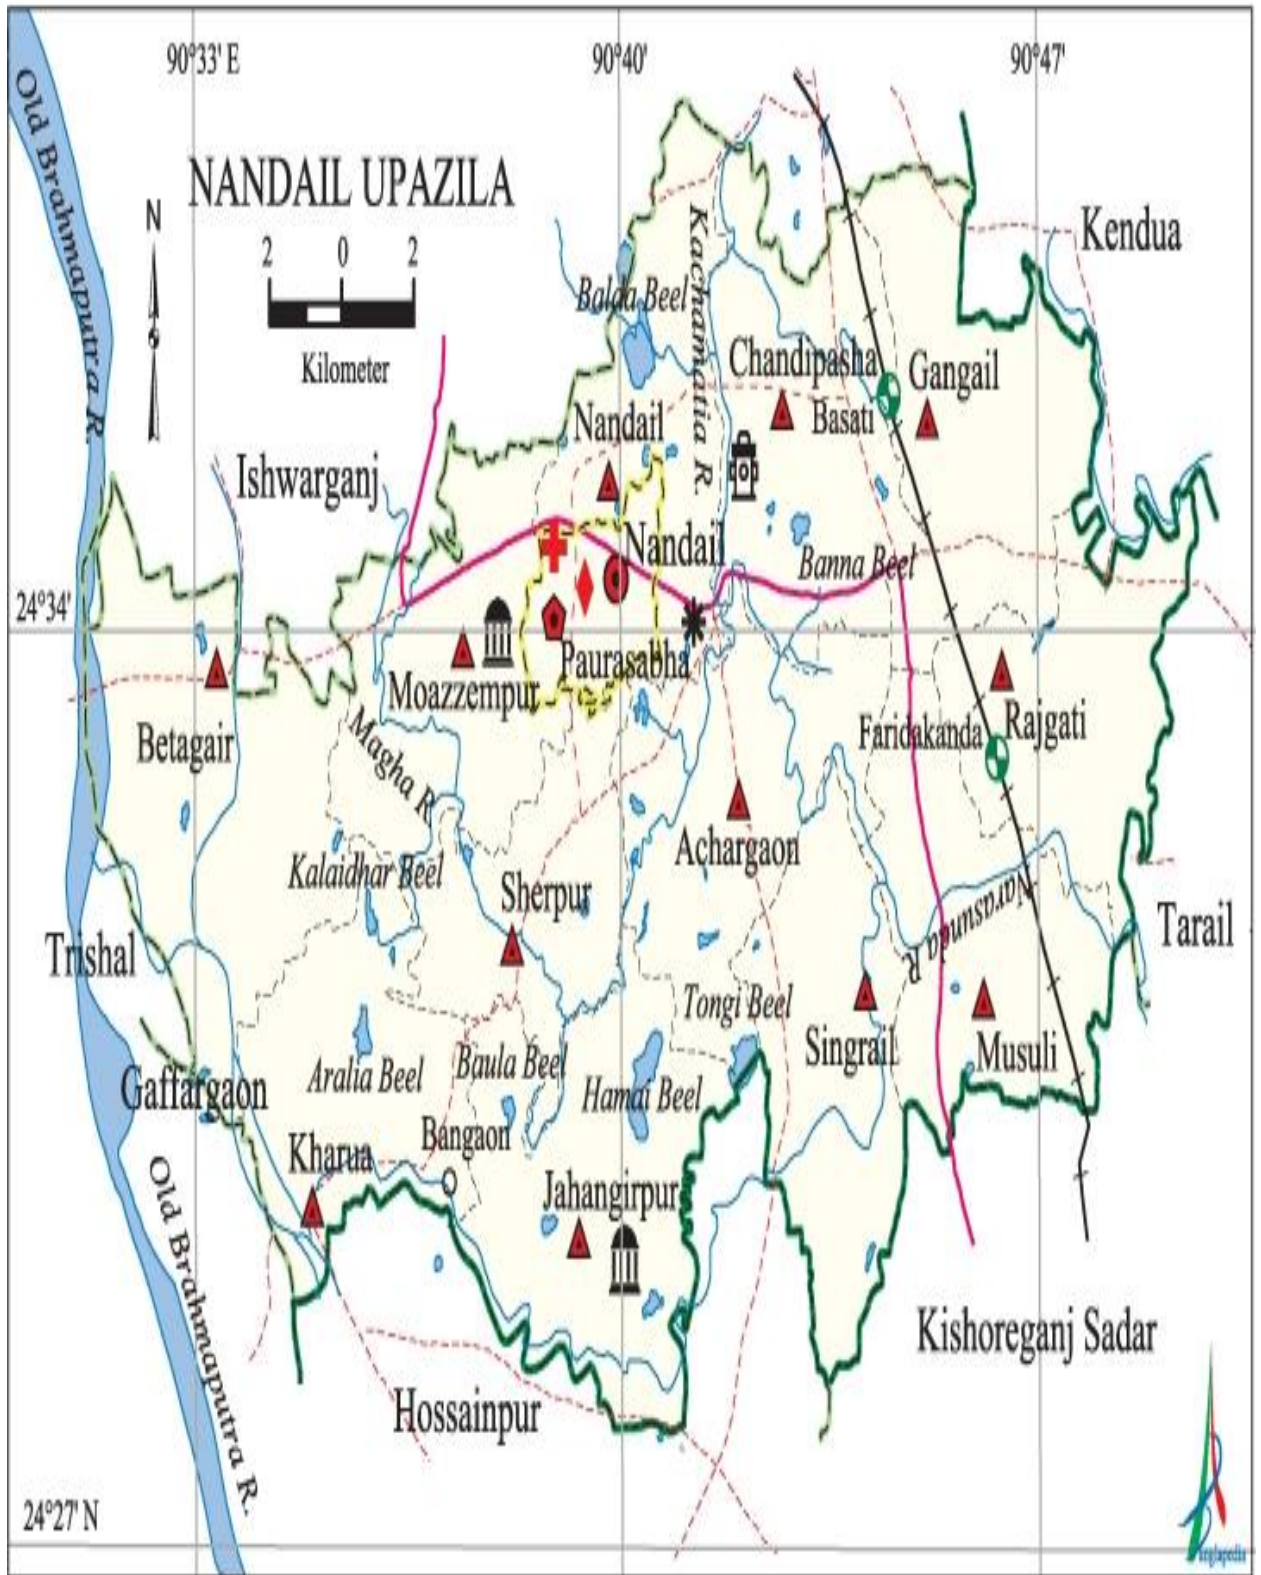 90°33' E
90°40'
90°47'
Old Brahmaputra R.
NANDAIL UPAZILA
N
2 0 2
Kilometer
Kendua
Kachamatia R.
Balda Beel
Chandipasha
Gangail
Basati
Nandail
Ishwarganj
Nandail
Banna Beel
24°34'
Paurasabha
Moazzempur
Betagair
Magha R.
Faridakanda
Rajgati
Achargaon
Kalaidhar Beel
Sherpur
Narasunda R.
Tarail
Trishal
Tongi Beel
Singrail
Musuli
Aralia Beel
Baula Beel
Hamai Beel
Gaffargaon
Bangaon
Kharua
Jahangirpur
Old Brahmaputra R.
Kishoreganj Sadar
Hossainpur
24°27' N
Banglapedia